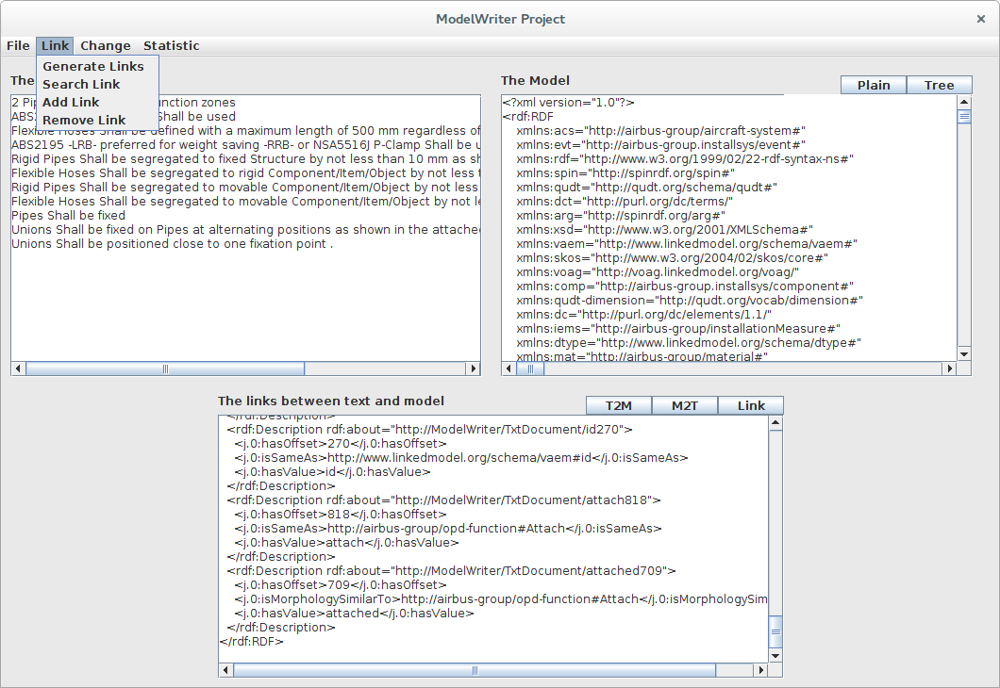 ModelWriter Project
File Link Change Statistic
Generate Links
Search Link
Add Link
Remove Link
The
2 Pip nction zones
ABS2 Shall be used
Flexible Hoses Shall be defined with a maximum length of 500 mm regardless of
ABS2195 -LRB- preferred for weight saving -RRB- or NSA5516J P-Clamp Shall be u
Rigid Pipes Shall be segregated to fixed Structure by not less than 10 mm as sh
Flexible Hoses Shall be segregated to rigid Component/Item/Object by not less t
Rigid Pipes Shall be segregated to movable Component/Item/Object by not less
Flexible Hoses Shall be segregated to movable Component/Item/Object by not le
Pipes Shall be fixed
Unions Shall be fixed on Pipes at alternating positions as shown in the attached
Unions Shall be positioned close to one fixation point .
The Model
Plain Tree
<?xml version="1.0"?>
<rdf:RDF
xmlns:acs="http://airbus-group/aircraft-system#"
xmlns:evt="http://airbus-group.installsys/event#"
xmlns:rdf="http://www.w3.org/1999/02/22-rdf-syntax-ns#"
xmlns:spin="http://spinrdf.org/spin#"
xmlns:qudt="http://qudt.org/schema/qudt#"
xmlns:dct="http://purl.org/dc/terms/"
xmlns:arg="http://spinrdf.org/arg#"
xmlns:xsd="http://www.w3.org/2001/XMLSchema#"
xmlns:vaem="http://www.linkedmodel.org/schema/vaem#"
xmlns:skos="http://www.w3.org/2004/02/skos/core#"
xmlns:voag="http://voag.linkedmodel.org/voag/"
xmlns:comp="http://airbus-group.installsys/component#"
xmlns:qudt-dimension="http://qudt.org/vocab/dimension#"
xmlns:dc="http://purl.org/dc/elements/1.1/"
xmlns:iems="http://airbus-group/installationMeasure#"
xmlns:dtype="http://www.linkedmodel.org/schema/dtype#"
xmlns:mat="http://airbus-group/material#"
The links between text and model
T2M M2T Link
</rdf:Description>
<rdf:Description rdf:about="http://ModelWriter/TxtDocument/id270">
<j.0:hasOffset>270</j.0:hasOffset>
<j.0:isSameAs>http://www.linkedmodel.org/schema/vaem#id</j.0:isSameAs>
<j.0:hasValue>id</j.0:hasValue>
</rdf:Description>
<rdf:Description rdf:about="http://ModelWriter/TxtDocument/attach818">
<j.0:hasOffset>818</j.0:hasOffset>
<j.0:isSameAs>http://airbus-group/opd-function#Attach</j.0:isSameAs>
<j.0:hasValue>attach</j.0:hasValue>
</rdf:Description>
<rdf:Description rdf:about="http://ModelWriter/TxtDocument/attached709">
<j.0:hasOffset>709</j.0:hasOffset>
<j.0:isMorphologySimilarTo>http://airbus-group/opd-function#Attach</j.0:isMorphologySim
<j.0:hasValue>attached</j.0:hasValue>
</rdf:Description>
</rdf:RDF>